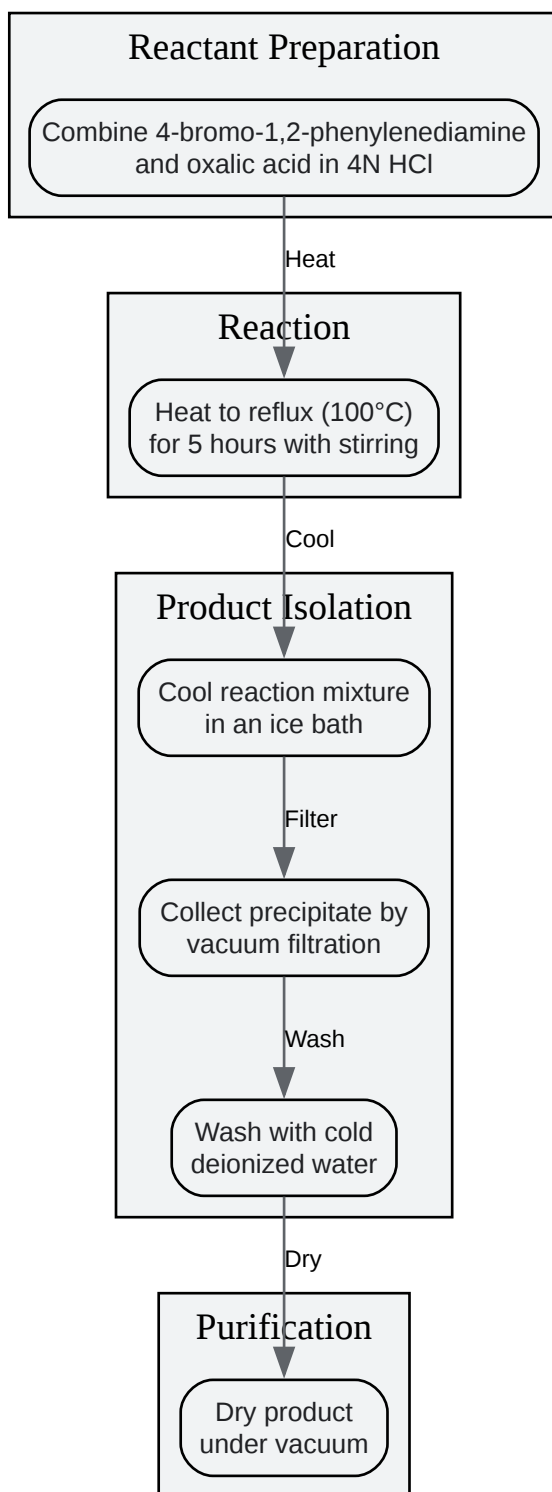 Reactant Preparation
Combine 4-bromo-1,2-phenylenediamine
and oxalic acid in 4N HCl
Heat
Reaction
Heat to reflux (100°C)
for 5 hours with stirring
Cool
Product Isolation
Cool reaction mixture
in an ice bath
Filter
Collect precipitate by
vacuum filtration
Wash
Wash with cold
deionized water
Dry
Purification
Dry product
under vacuum